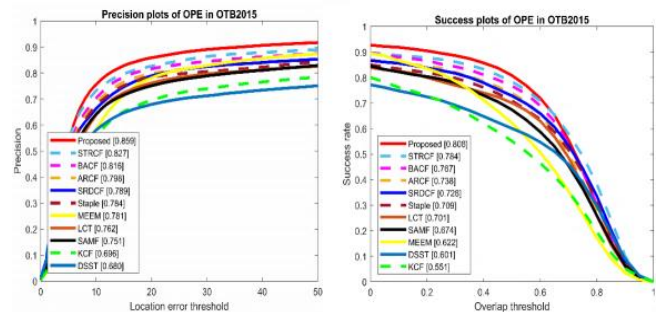 Precision plots of OPE in OTB2015
Precision
1
0.9
0.8
0.7
0.6
0.5
0.4
0.3
0.2
0.1
0
Proposed [0.859]
STRCF [0.827]
BACF [0.816]
ARCF [0.798]
SRDCF [0.789]
Staple [0.784]
MEEM [0.781]
LCT [0.762]
SAMF [0.751]
KCF [0.696]
DSST [0.680]
0 10 20 30 40 50
Location error threshold
Success plots of OPE in OTB2015
Success rate
1
0.9
0.8
0.7
0.6
0.5
0.4
0.3
0.2
0.1
0
Proposed [0.808]
STRCF [0.784]
BACF [0.767]
ARCF [0.738]
SRDCF [0.728]
Staple [0.709]
LCT [0.701]
SAMF [0.674]
MEEM [0.622]
DSST [0.601]
KCF [0.551]
0 0.2 0.4 0.6 0.8 1
Overlap threshold